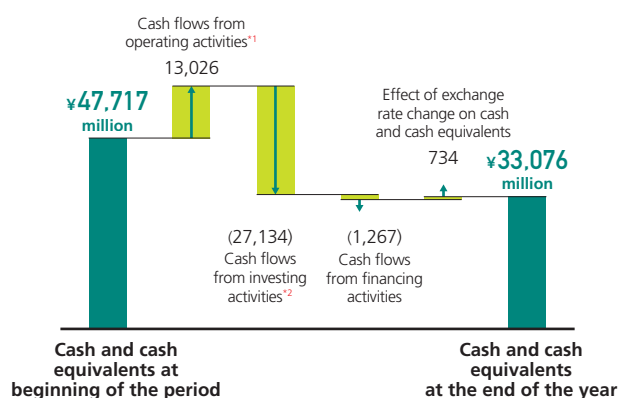 Cash flows from
operating activities*1
13,026
¥47,717
million
Effect of exchange
rate change on cash
and cash equivalents
734
¥33,076
million
(27,134)
Cash flows
from investing
activities*2
(1,267)
Cash flows
from financing
activities
Cash and cash
equivalents at
beginning of the period
Cash and cash
equivalents
at the end of the year